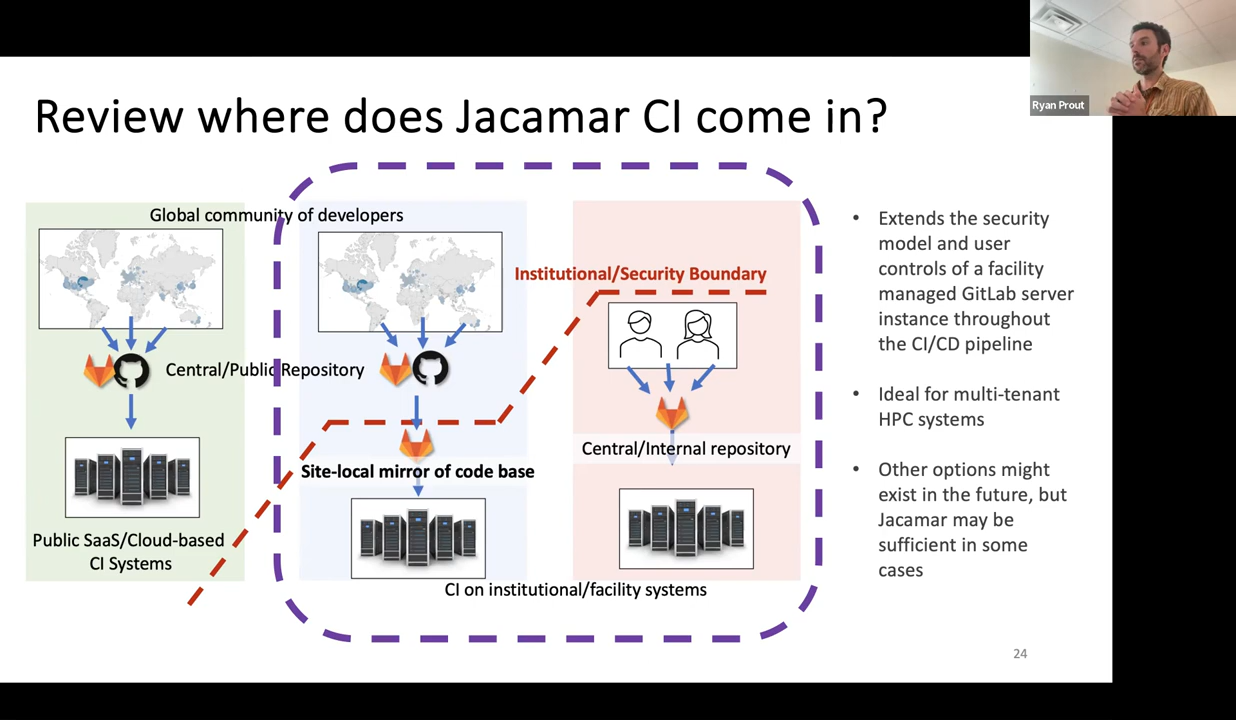 Ryan Prout
Review where does Jacamar CI come in?
Global community of developers
Institutional/Security Boundary
Central/Public Repository
Site-local mirror of code base
Central/Internal repository
Public SaaS/Cloud-based
CI Systems
CI on institutional/facility systems
• Extends the security
model and user
controls of a facility
managed GitLab server
instance throughout
the CI/CD pipeline
• Ideal for multi-tenant
HPC systems
• Other options might
exist in the future, but
Jacamar may be
sufficient in some
cases
24